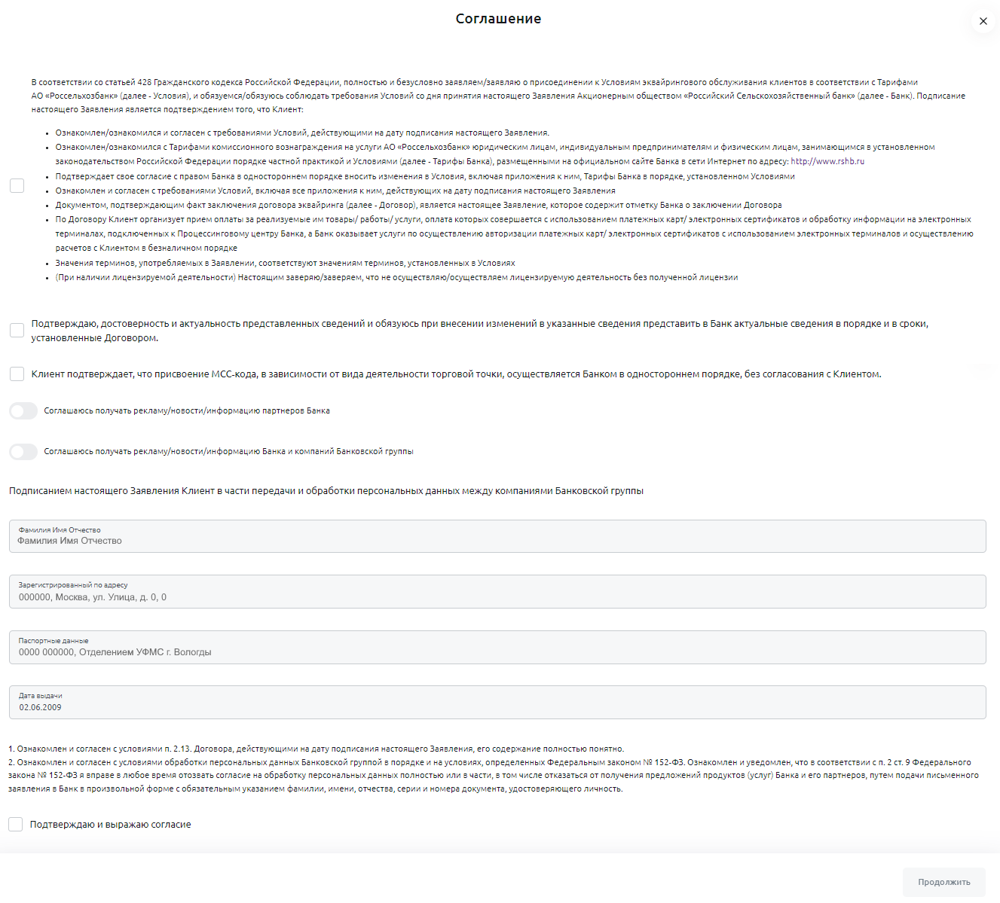 Соглашение
В соответствии со статьей 428 Гражданского кодекса Российской Федерации, полностью и безусловно заявляем/заявляю о присоединении к Условиям эквайрингового обслуживания клиентов в соответствии с Тарифами
АО «Россельхозбанк» (далее - Условия), и обязуемся/обязуюсь соблюдать требования Условий со дня принятия настоящего Заявления Акционерным обществом «Российский Сельскохозяйственный банк» (далее - Банк). Подписание
настоящего Заявления является подтверждением того, что Клиент:
• Ознакомлен/ознакомился и согласен с требованиями Условий, действующими на дату подписания настоящего Заявления.
• Ознакомлен/ознакомился с Тарифами комиссионного вознаграждения на услуги АО «Россельхозбанк» юридическим лицам, индивидуальным предпринимателям и физическим лицам, занимающимся в установленном
законодательством Российской Федерации порядке частной практикой и Условиями (далее - Тарифы Банка), размещенными на официальном сайте Банка в сети Интернет по адресу: http://www.rshb.ru
• Подтверждает свое согласие с правом Банка в одностороннем порядке вносить изменения в Условия, включая приложения к ним, Тарифы Банка в порядке, установленном Условиями
• Ознакомлен и согласен с требованиями Условий, включая все приложения к ним, действующих на дату подписания настоящего Заявления
• Документом, подтверждающим факт заключения договора эквайринга (далее - Договор), является настоящее Заявление, которое содержит отметку Банка о заключении Договора
• По Договору Клиент организует прием оплаты за реализуемые им товары/ работы/ услуги, оплата которых совершается с использованием платежных карт/ электронных сертификатов и обработку информации на электронных
терминалах, подключенных к Процессинговому центру Банка, а Банк оказывает услуги по осуществлению авторизации платежных карт/ электронных сертификатов с использованием электронных терминалов и осуществлению
расчетов с Клиентом в безналичном порядке
• Значения терминов, употребляемых в Заявлении, соответствуют значениям терминов, установленных в Условиях
• (При наличии лицензируемой деятельности) Настоящим заверяю/заверяем, что не осуществляю/осуществляем лицензируемую деятельность без полученной лицензии
Подтверждаю, достоверность и актуальность представленных сведений и обязуюсь при внесении изменений в указанные сведения представить в Банк актуальные сведения в порядке и в сроки,
установленные Договором.
Клиент подтверждает, что присвоение МСС-кода, в зависимости от вида деятельности торговой точки, осуществляется Банком в одностороннем порядке, без согласования с Клиентом.
Соглашаюсь получать рекламу/новости/информацию партнеров Банка
Соглашаюсь получать рекламу/новости/информацию Банка и компаний Банковской группы
Подписанием настоящего Заявления Клиент в части передачи и обработки персональных данных между компаниями Банковской группы
Фамилия Имя Отчество
Фамилия Имя Отчество
Зарегистрированный по адресу
000000, Москва, ул. Улица, д. 0, 0
Паспортные данные
0000 000000, Отделением УФМС г. Вологды
Дата выдачи
02.06.2009
1. Ознакомлен и согласен с условиями п. 2.13. Договора, действующими на дату подписания настоящего Заявления, его содержание полностью понятно.
2. Ознакомлен и согласен с условиями обработки персональных данных Банковской группой в порядке и на условиях, определенных Федеральным законом № 152-ФЗ. Ознакомлен и уведомлен, что в соответствии с п. 2 ст. 9 Федерального
закона № 152-ФЗ я вправе в любое время отозвать согласие на обработку персональных данных полностью или в части, в том числе отказаться от получения предложений продуктов (услуг) Банка и его партнеров, путем подачи письменного
заявления в Банк в произвольной форме с обязательным указанием фамилии, имени, отчества, серии и номера документа, удостоверяющего личность.
Подтверждаю и выражаю согласие
Продолжить